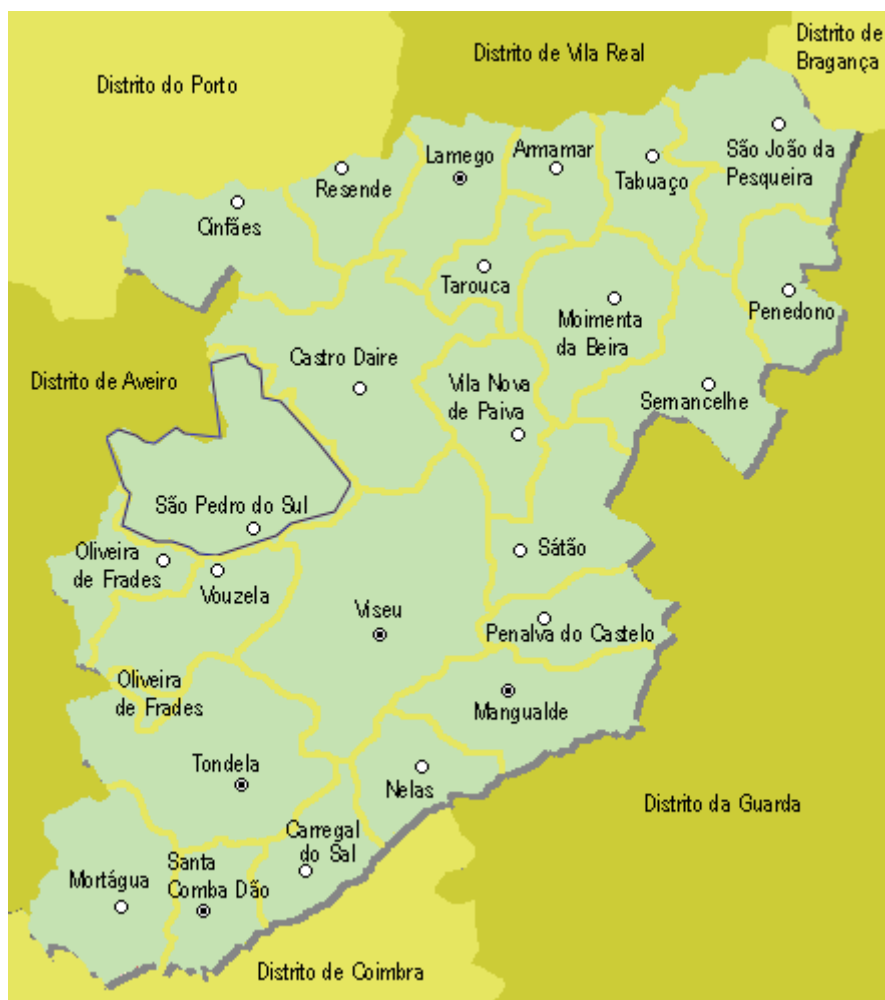 Distrito do Porto
Distrito de Vila Real
Distrito de
Bragança
Cinfães
Resende
Lamego
Armamar
Tabuaço
São João da
Pesqueira
Tarouca
Moimenta
da Beira
Penedono
Distrito de Aveiro
Castro Daire
Vila Nova
de Paiva
Sernancelhe
São Pedro do Sul
Oliveira
de Frades
Vouzela
Sátão
Viseu
Penalva do Castelo
Oliveira
de Frades
Mangualde
Tondela
Nelas
Distrito da Guarda
Carregal
do Sal
Mortágua
Santa
Comba Dão
Distrito de Coimbra